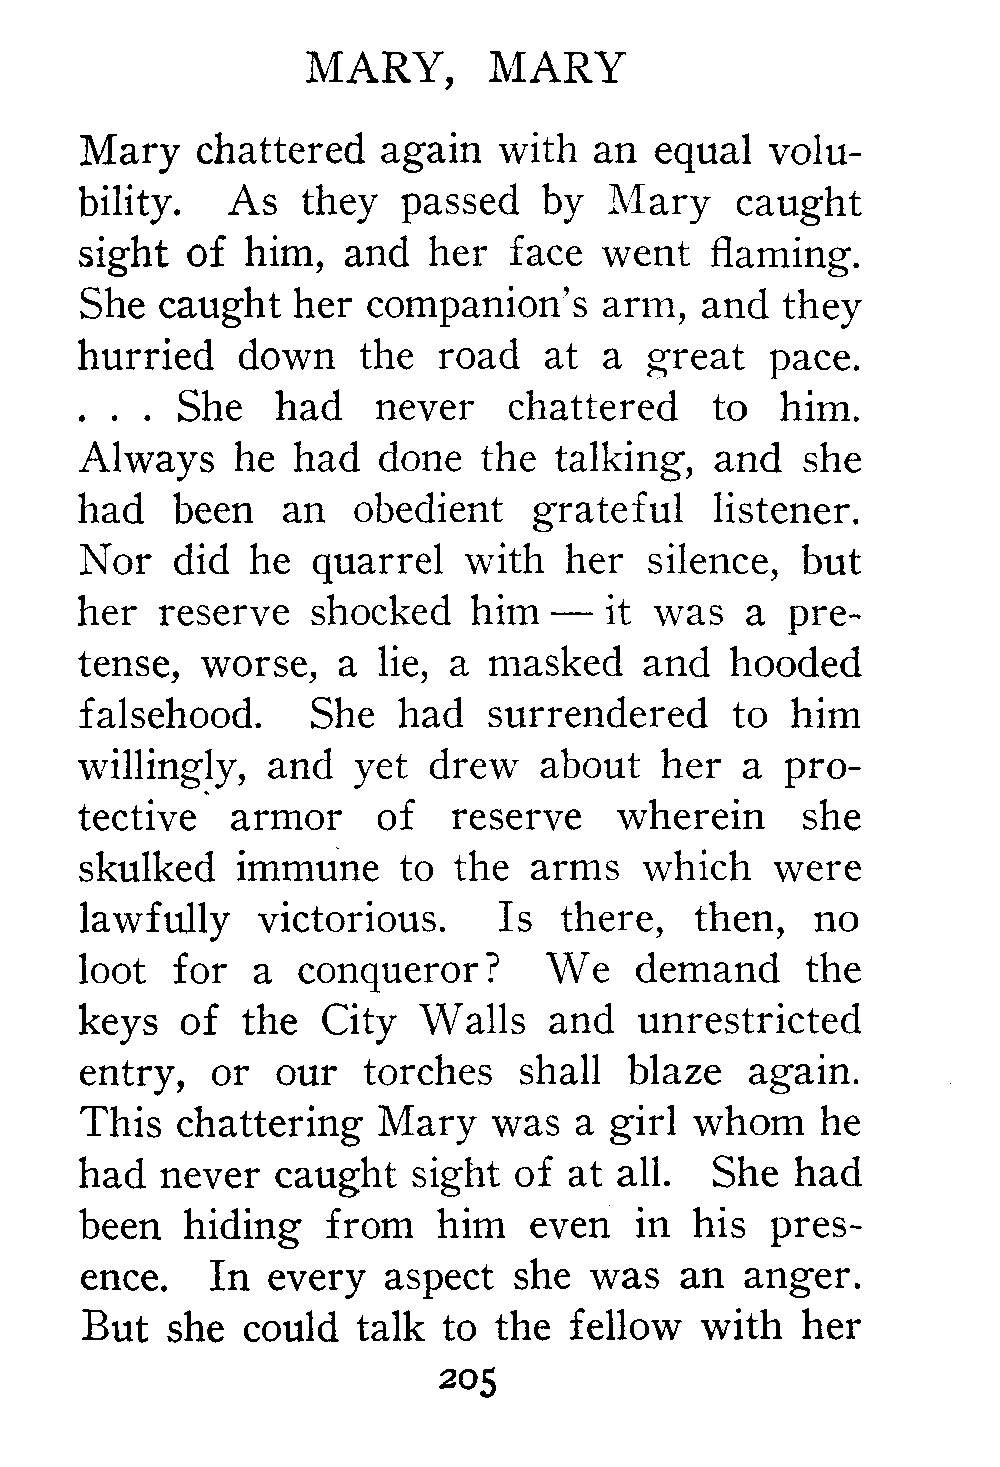 MARY, MARY
Mary chattered again with an equal volu-
bility. As they passed by Mary caught
sight of him, and her face went flaming.
She caught her companion's arm, and they
hurried down the road at a great pace.
. . . She had never chattered to him.
Always he had done the talking, and she
had been an obedient grateful listener.
Nor did he quarrel with her silence, but
her reserve shocked him — it was a pre-
tense, worse, a lie, a masked and hooded
falsehood. She had surrendered to him
willingly, and yet drew about her a pro-
tective armor of reserve wherein she
skulked immune to the arms which were
lawfully victorious. Is there, then, no
loot for a conqueror? We demand the
keys of the City Walls and unrestricted
entry, or our torches shall blaze again.
This chattering Mary was a girl whom he
had never caught sight of at all. She had
been hiding from him even in his pres-
ence. In every aspect she was an anger.
But she could talk to the fellow with her
205